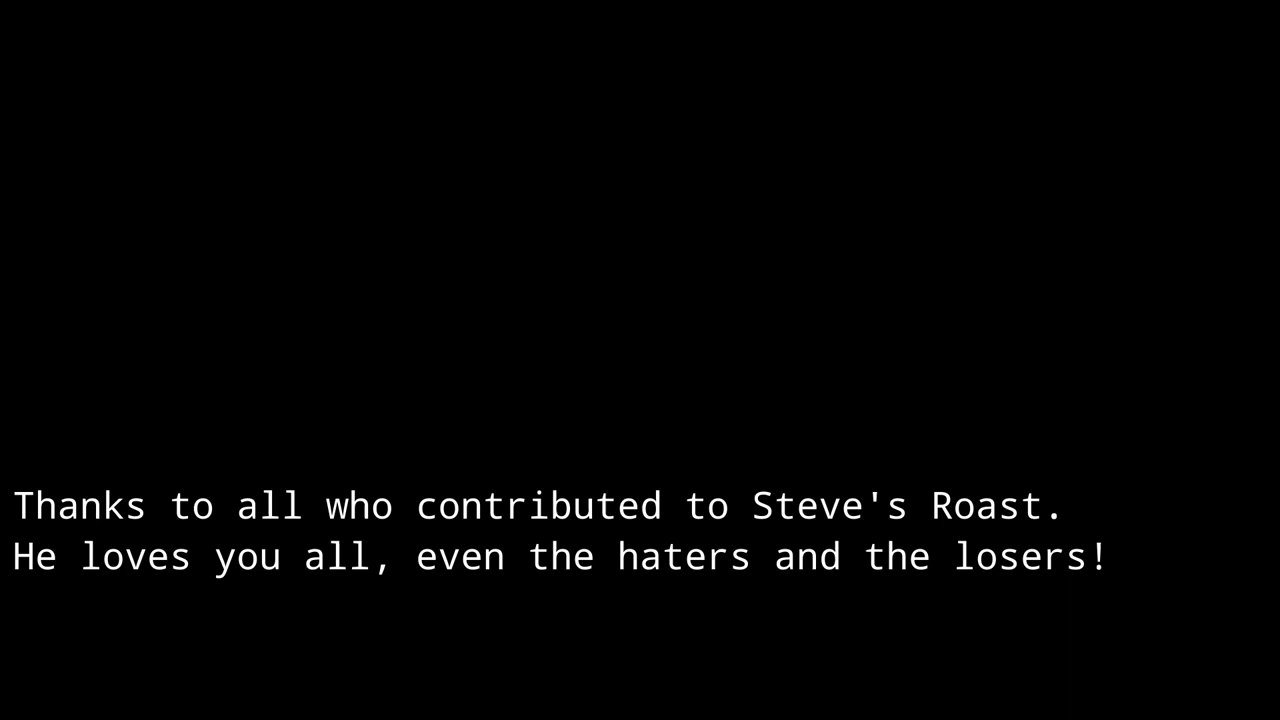 Thanks to all who contributed to Steve's Roast.
He loves you all, even the haters and the losers!